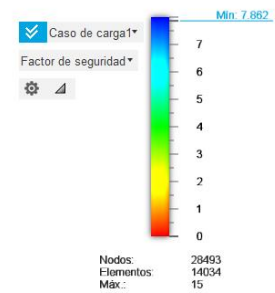 Min: 7.862
Caso de carga1
Factor de seguridad
7
6
5
4
3
2
1
0
Nodos: 28493
Elementos: 14034
Máx.: 15